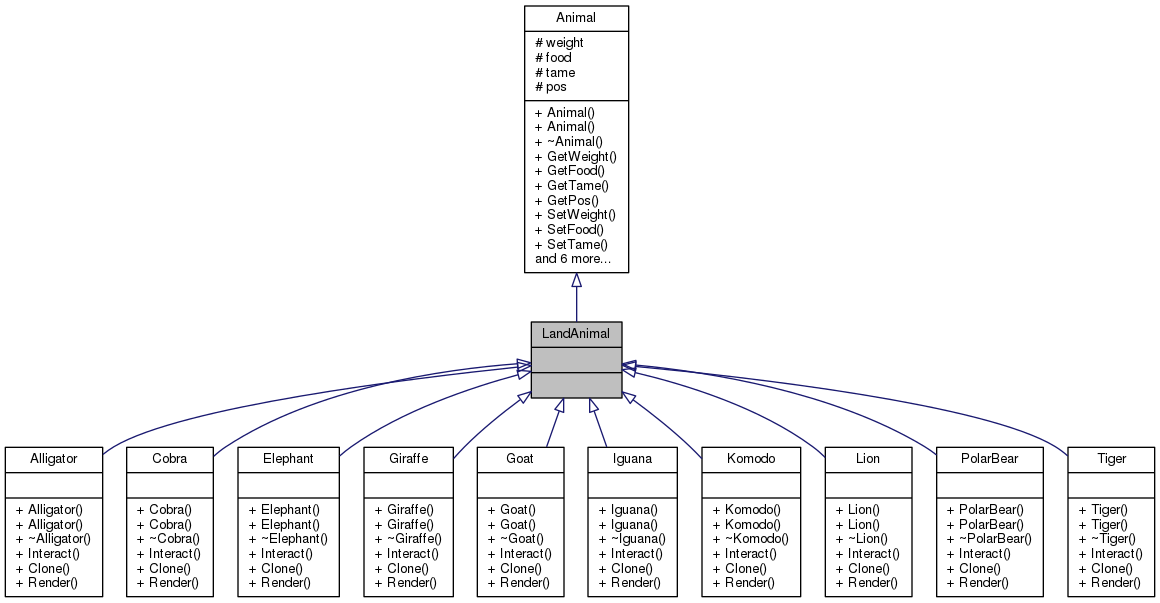 Animal
# weight
# food
# tame
# pos
+ Animal()
+ Animal()
+ ~Animal()
+ GetWeight()
+ GetFood()
+ GetTame()
+ GetPos()
+ SetWeight()
+ SetFood()
+ SetTame()
and 6 more...
LandAnimal
Alligator
+ Alligator()
+ Alligator()
+ ~Alligator()
+ Interact()
+ Clone()
+ Render()
Cobra
+ Cobra()
+ Cobra()
+ ~Cobra()
+ Interact()
+ Clone()
+ Render()
Elephant
+ Elephant()
+ Elephant()
+ ~Elephant()
+ Interact()
+ Clone()
+ Render()
Giraffe
+ Giraffe()
+ Giraffe()
+ ~Giraffe()
+ Interact()
+ Clone()
+ Render()
Goat
+ Goat()
+ Goat()
+ ~Goat()
+ Interact()
+ Clone()
+ Render()
Iguana
+ Iguana()
+ Iguana()
+ ~Iguana()
+ Interact()
+ Clone()
+ Render()
Komodo
+ Komodo()
+ Komodo()
+ ~Komodo()
+ Interact()
+ Clone()
+ Render()
Lion
+ Lion()
+ Lion()
+ ~Lion()
+ Interact()
+ Clone()
+ Render()
PolarBear
+ PolarBear()
+ PolarBear()
+ ~PolarBear()
+ Interact()
+ Clone()
+ Render()
Tiger
+ Tiger()
+ Tiger()
+ ~Tiger()
+ Interact()
+ Clone()
+ Render()